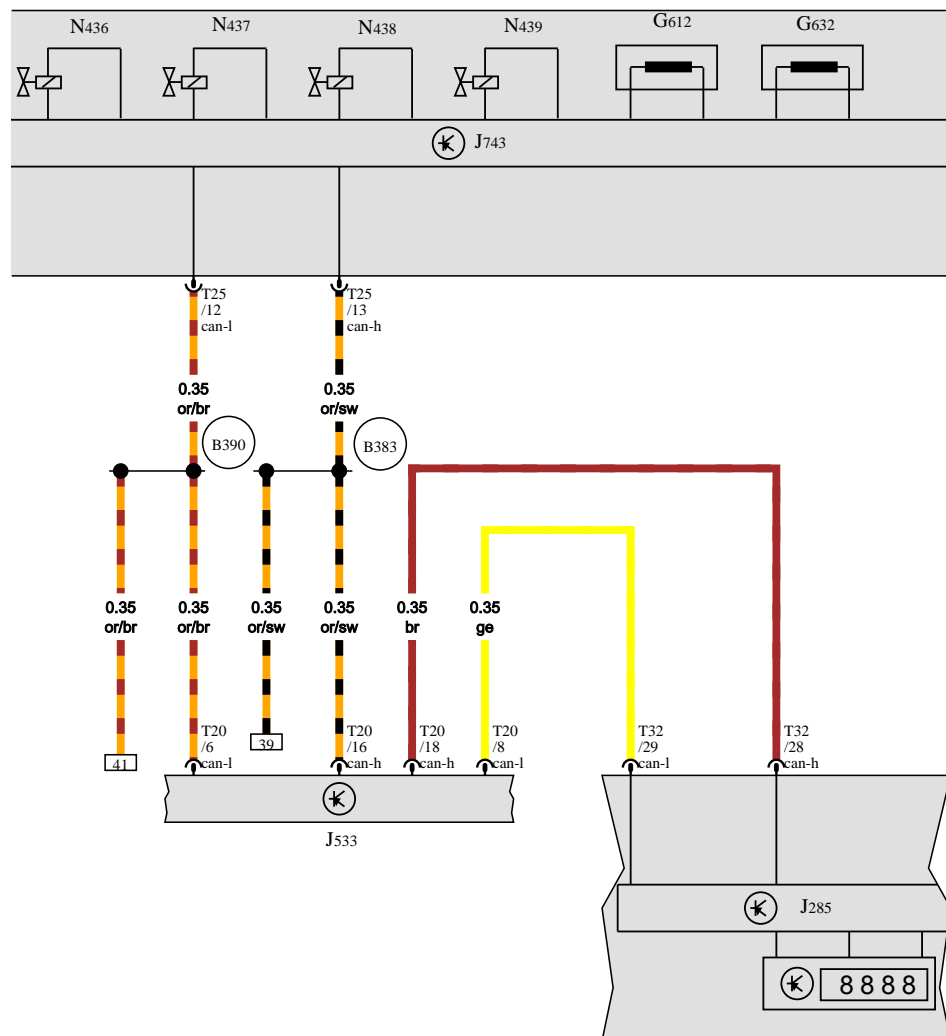 N436
N437
N438
N439
G612
G632
J743
T25
/12
can-l
T25
/13
can-h
0.35
or/br
0.35
or/sw
B390
B383
0.35
or/br
0.35
or/br
0.35
or/sw
0.35
or/sw
0.35
br
0.35
ge
41
T20
/6
can-l
39
T20
/16
can-h
T20
/18
can-h
T20
/8
can-l
T32
/29
can-l
T32
/28
can-h
J533
J285
8888